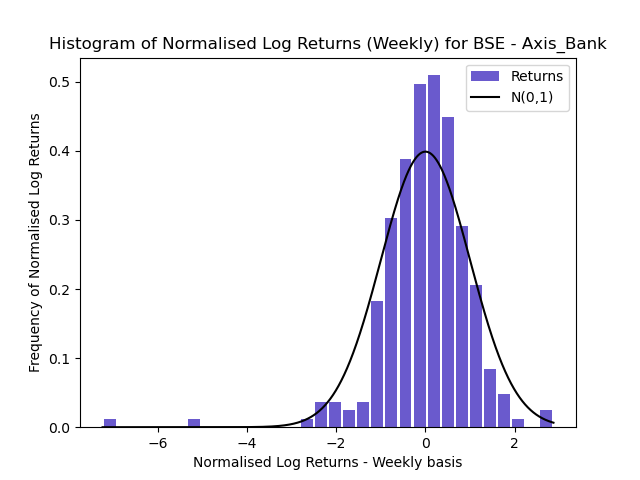 Histogram of Normalised Log Returns (Weekly) for BSE - Axis_Bank
Returns
N(0,1)
Frequency of Normalised Log Returns
0.5
0.4
0.3
0.2
0.1
0.0
−6
−4
−2
0
2
Normalised Log Returns - Weekly basis